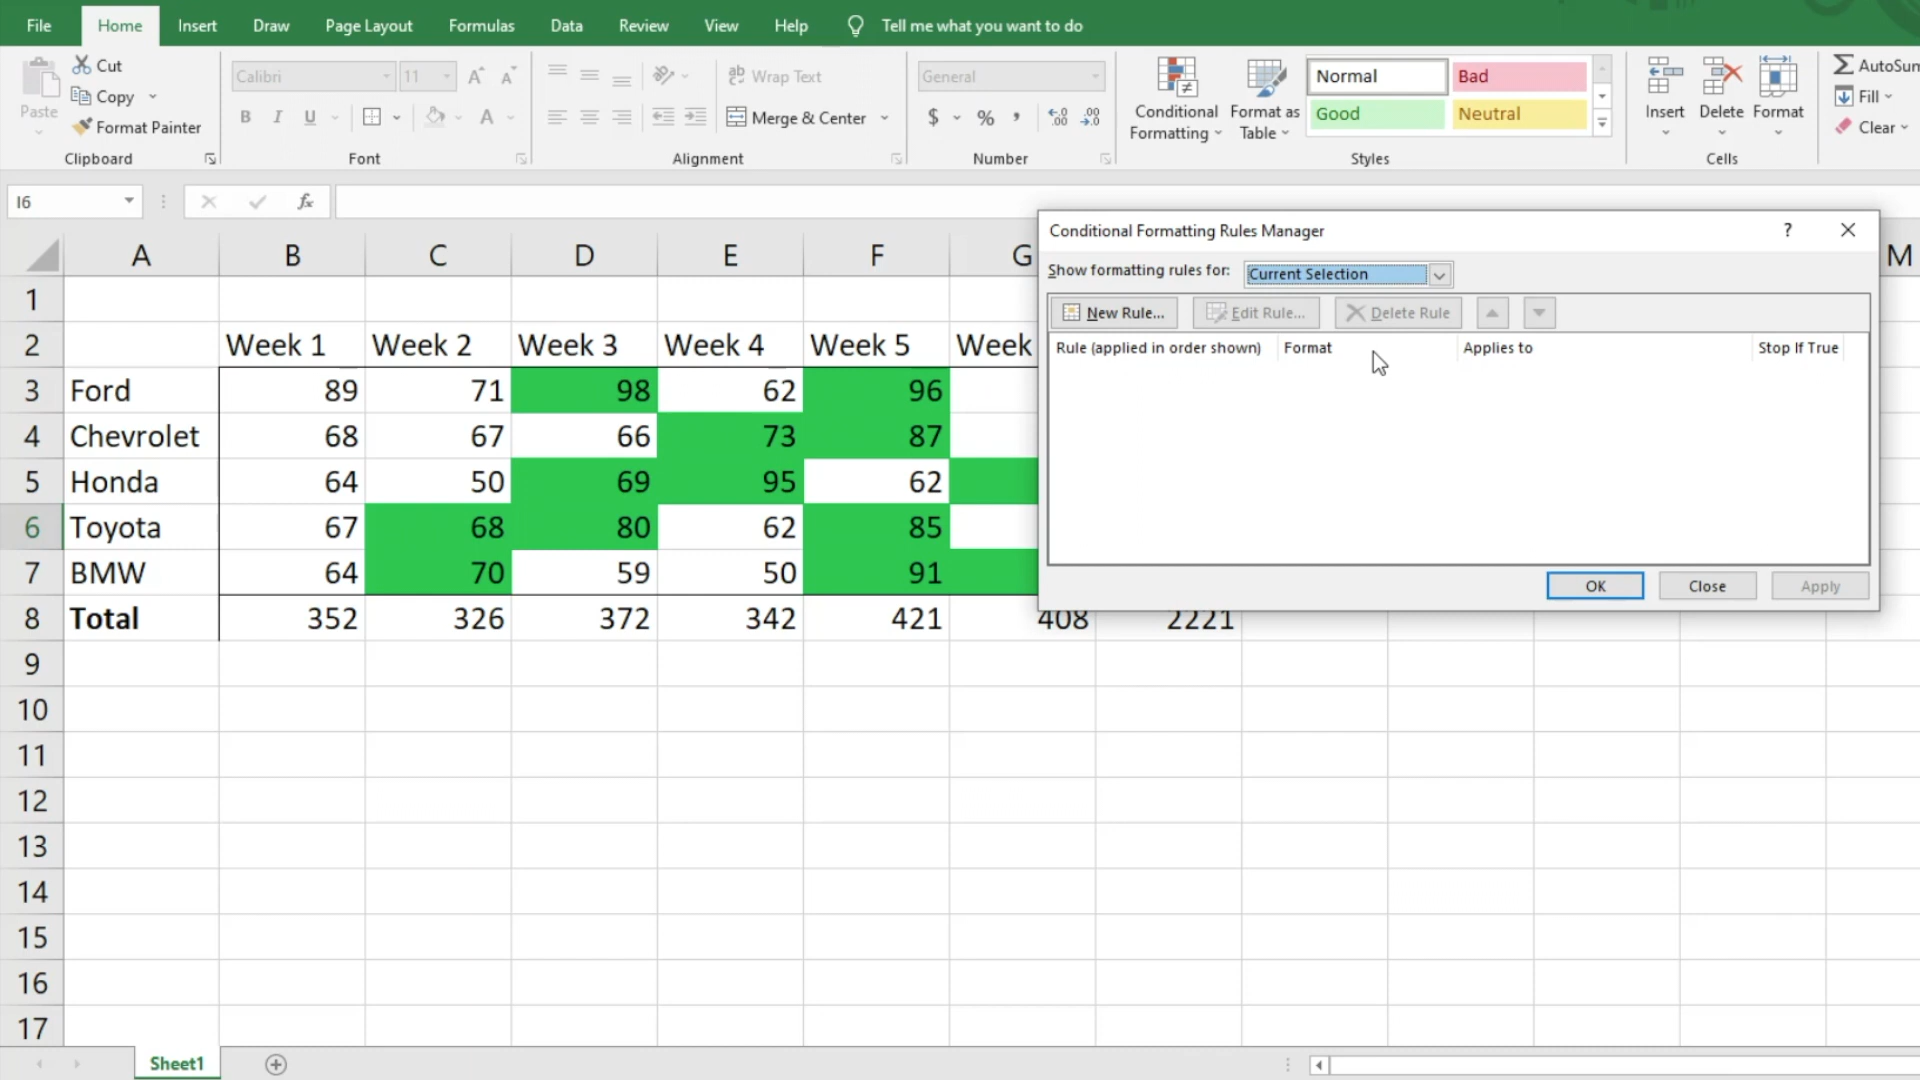 File Home Insert Draw Page Layout Formulas Data Review View Help Tell me what you want to do
Paste Cut Copy Format Painter Clipboard
Calibri 11 B I U A Font
ab Wrap Text Merge & Center Alignment
General $ % , Number
Conditional Formatting Format as Table Normal Bad Good Neutral Styles
Insert Delete Format Cells
Σ AutoSum Fill Clear
I6 fx
Conditional Formatting Rules Manager ? ×
Show formatting rules for: Current Selection
New Rule... Edit Rule... Delete Rule
Rule (applied in order shown) Format Applies to Stop If True
OK Close Apply
A B C D E F G M
1
2 Week 1 Week 2 Week 3 Week 4 Week 5 Week
3 Ford 89 71 98 62 96
4 Chevrolet 68 67 66 73 87
5 Honda 64 50 69 95 62
6 Toyota 67 68 80 62 85
7 BMW 64 70 59 50 91
8 Total 352 326 372 342 421 408 2221
9
10
11
12
13
14
15
16
17
Sheet1